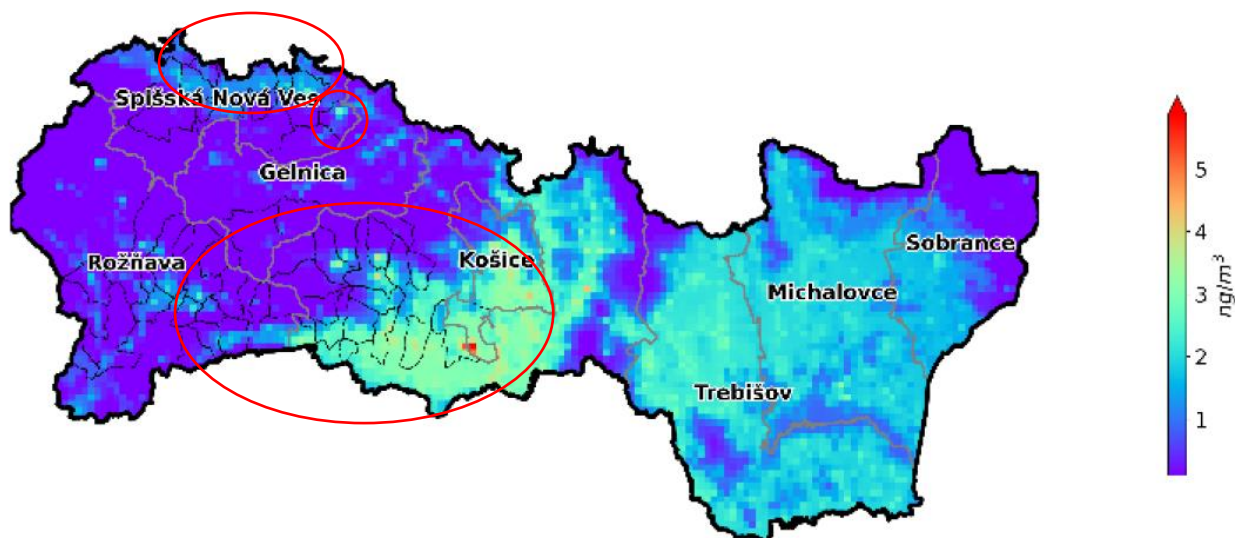 Spišská Nová Ves
Gelnica
Rožňava
Košice
Sobrance
Michalovce
Trebišov
5
4
3
2
1
ng/m³